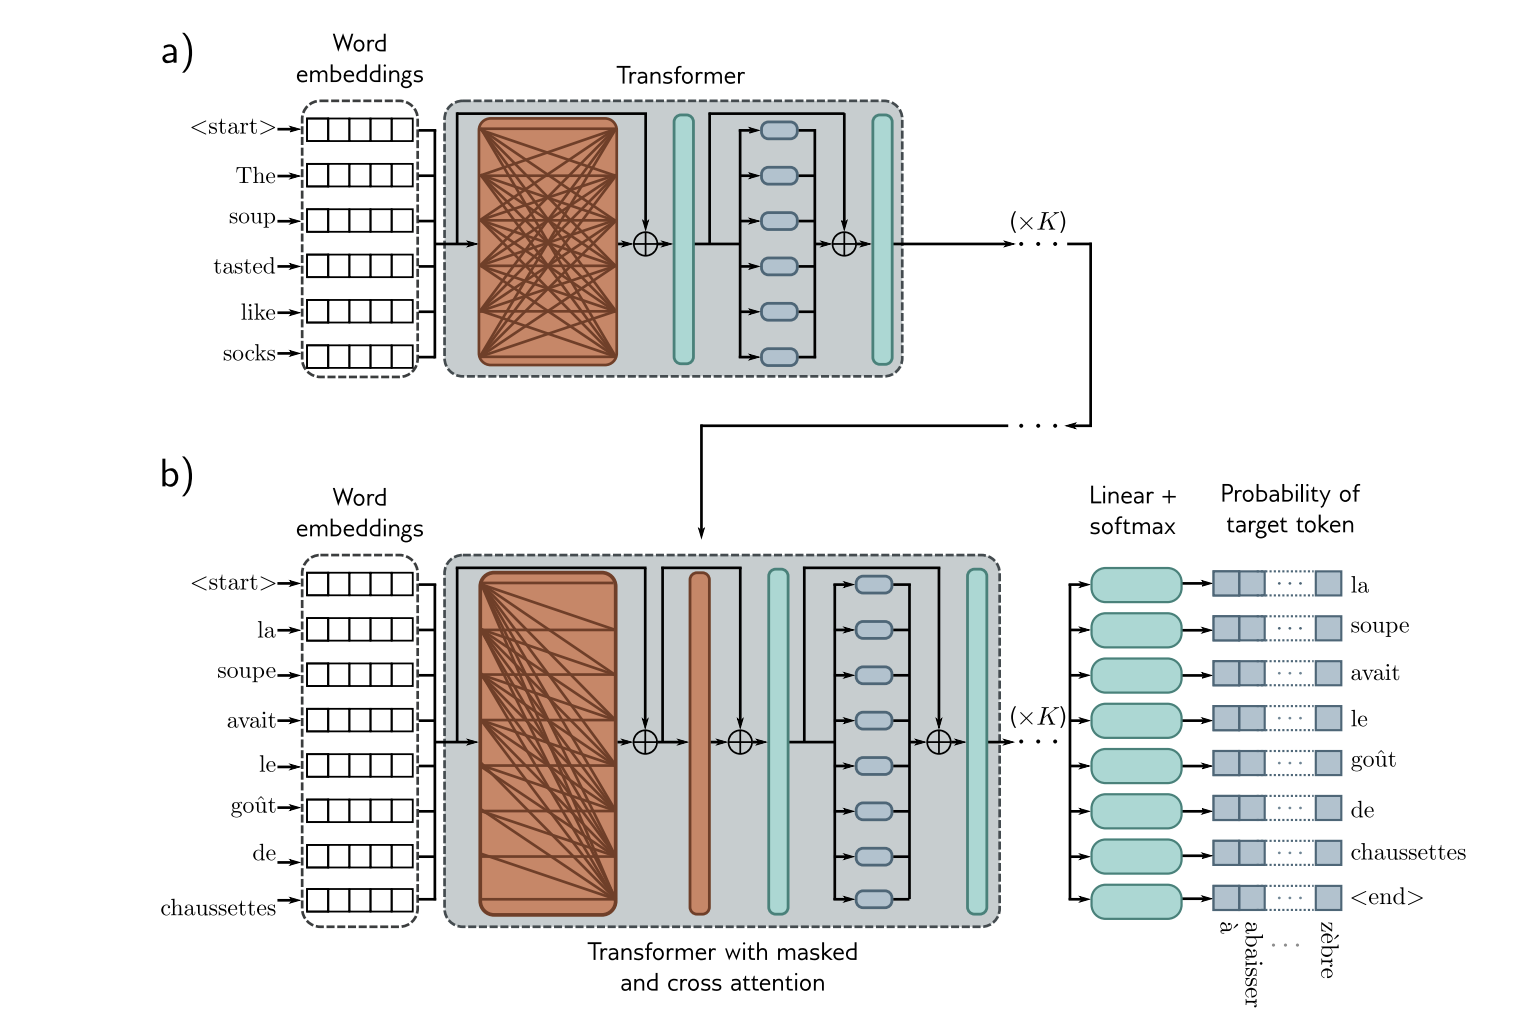 a)
Word
embeddings
Transformer
<start>
The
soup
tasted
like
socks
(×K)
· · ·
· · ·
b)
Word
embeddings
Linear +
softmax
Probability of
target token
<start>
la
soupe
avait
le
goût
de
chaussettes
(×K)
· · ·
· · · la
· · · soupe
· · · avait
· · · le
· · · goût
· · · de
· · · chaussettes
· · · <end>
à
abaisser
· · ·
zèbre
Transformer with masked
and cross attention